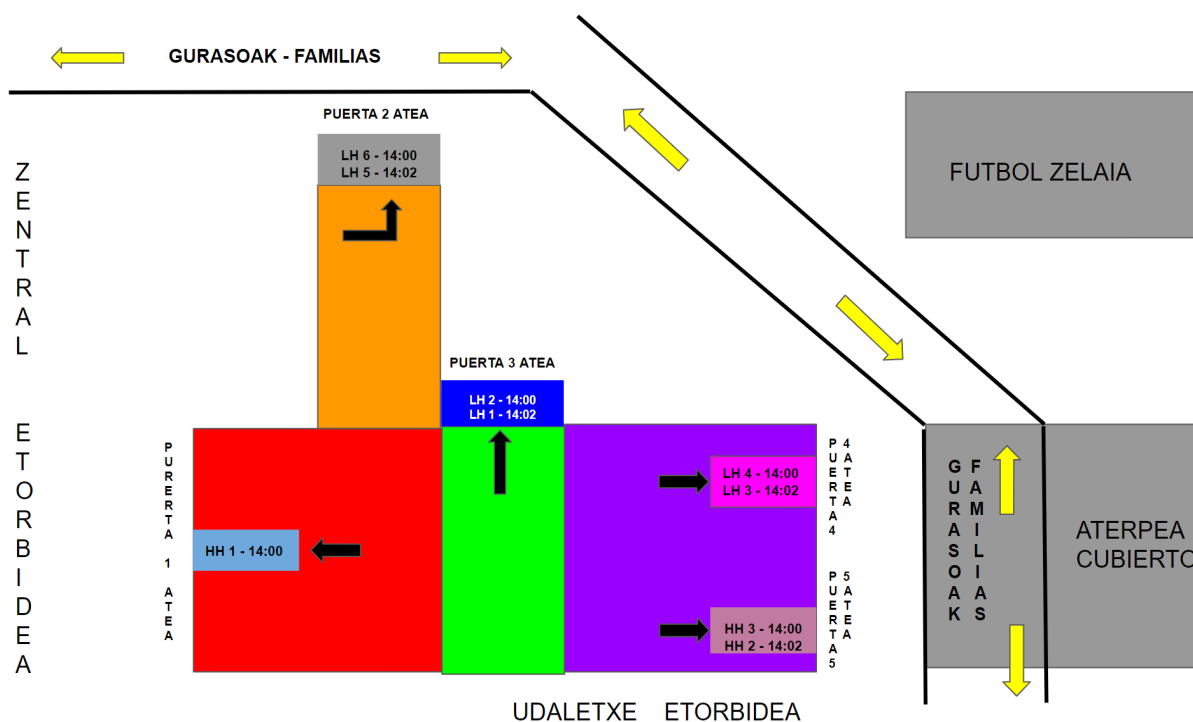 GURASOAK - FAMILIAS
PUERTA 2 ATEA
LH 6 - 14:00
LH 5 - 14:02
FUTBOL ZELAIA
ZENTRAL ETORBIDEA
PUERTA 3 ATEA
LH 2 - 14:00
LH 1 - 14:02
PURERTA 1 ATEA
HH 1 - 14:00
LH 4 - 14:00
LH 3 - 14:02
PUERTA 4
4 ATEA
HH 3 - 14:00
HH 2 - 14:02
PUERTA 5
5 ATEA
GURASOAK
FAMILIAS
ATERPEA
CUBIERTO
UDALETXE ETORBIDEA